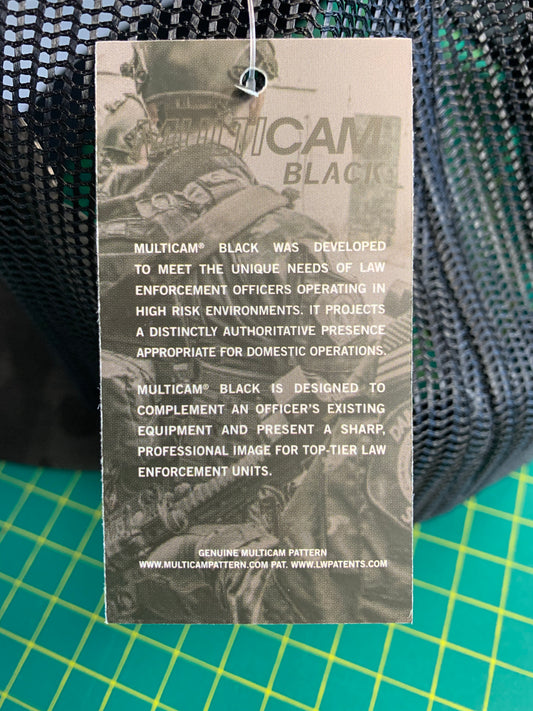 MULTICAM
BLACK
MULTICAM® BLACK WAS DEVELOPED
TO MEET THE UNIQUE NEEDS OF LAW
ENFORCEMENT OFFICERS OPERATING IN
HIGH RISK ENVIRONMENTS. IT PROJECTS
A DISTINCTLY AUTHORITATIVE PRESENCE
APPROPRIATE FOR DOMESTIC OPERATIONS.
MULTICAM® BLACK IS DESIGNED TO
COMPLEMENT AN OFFICER'S EXISTING
EQUIPMENT AND PRESENT A SHARP,
PROFESSIONAL IMAGE FOR TOP-TIER LAW
ENFORCEMENT UNITS.
GENUINE MULTICAM PATTERN
WWW.MULTICAMPATTERN.COM PAT. WWW.LWPATENTS.COM